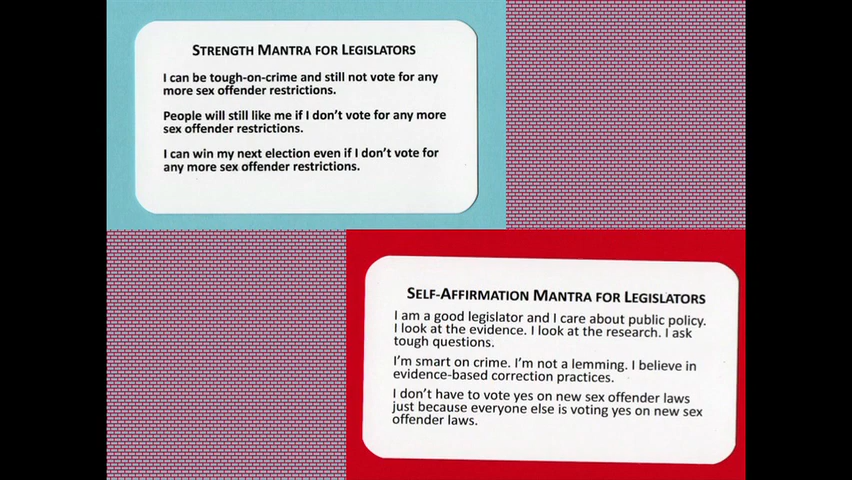 STRENGTH MANTRA FOR LEGISLATORS
I can be tough-on-crime and still not vote for any
more sex offender restrictions.
People will still like me if I don't vote for any more
sex offender restrictions.
I can win my next election even if I don't vote for
any more sex offender restrictions.
SELF-AFFIRMATION MANTRA FOR LEGISLATORS
I am a good legislator and I care about public policy.
I look at the evidence. I look at the research. I ask
tough questions.
I'm smart on crime. I'm not a lemming. I believe in
evidence-based correction practices.
I don't have to vote yes on new sex offender laws
just because everyone else is voting yes on new sex
offender laws.